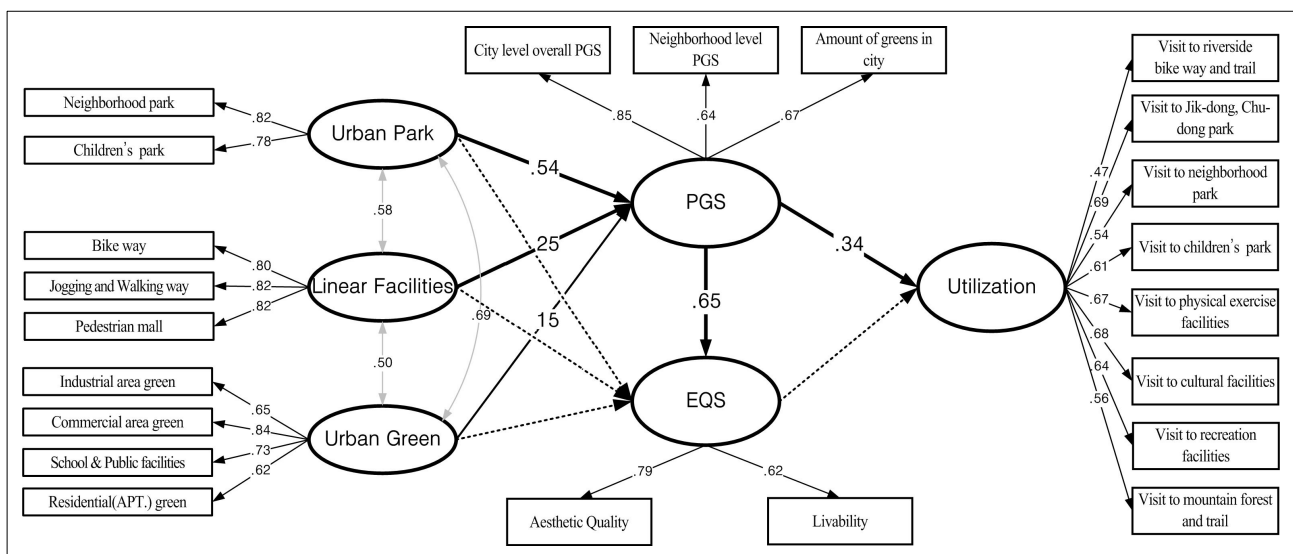 City level overall PGS
Neighborhood level
PGS
Amount of greens in
city
.85
.64
.67
Neighborhood park
Children's park
.82
.78
Urban Park
.58
Bike way
Jogging and Walking way
Pedestrian mall
.80
.82
.82
Linear Facilities
.50
.69
Industrial area green
Commercial area green
School & Public facilities
Residential(APT.) green
.65
.84
.73
.62
Urban Green
.54
.25
.15
PGS
.65
EQS
.34
.79
.62
Aesthetic Quality
Livability
Utilization
.47
.69
.54
.61
.67
.68
.64
.56
Visit to riverside
bike way and trail
Visit to Jik-dong, Chu-
dong park
Visit to neighborhood
park
Visit to children's park
Visit to physical exercise
facilities
Visit to cultural facilities
Visit to recreation
facilities
Visit to mountain forest
and trail